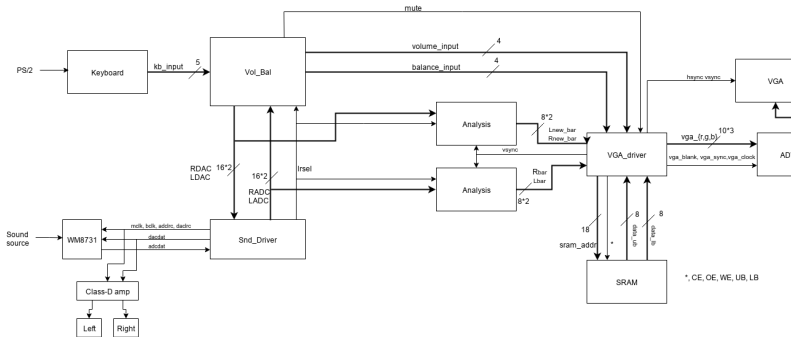 mute
volume_input
4
kb_input
5
Vol_Bal
balance_input
4
hsync vsync
PS/2
Keyboard
VGA
8*2
Analysis
Lnew_bar
Rnew_bar
vga_{r,g,b}
10*3
VGA_driver
vsync
vga_blank, vga_sync,vga_clock
RDAC
LDAC
16*2
16*2
lrsel
RADC
LADC
Analysis
Rbar
Lbar
8*2
18
8
8
sram_addr
*
data_ub
data_lb
Sound
source
WM8731
mclk, bclk, addlrc, daclrc
dacdat
adcdat
Snd_Driver
SRAM
*, CE, OE, WE, UB, LB
Class-D amp
Left
Right